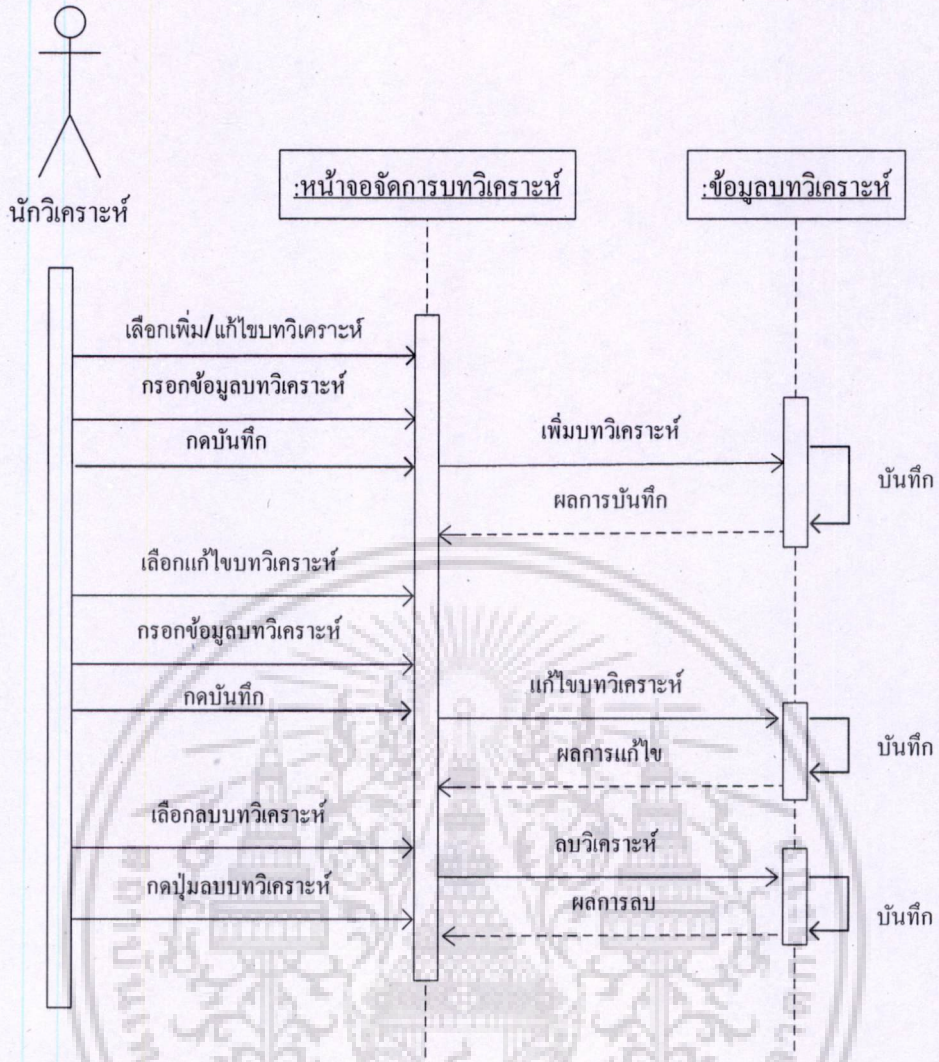 นักวิเคราะห์
:หน้าจอจัดการบทวิเคราะห์
:ข้อมูลบทวิเคราะห์
เลือกเพิ่ม/แก้ไขบทวิเคราะห์
กรอกข้อมูลบทวิเคราะห์
กดบันทึก
เพิ่มบทวิเคราะห์
บันทึก
ผลการบันทึก
เลือกแก้ไขบทวิเคราะห์
กรอกข้อมูลบทวิเคราะห์
กดบันทึก
แก้ไขบทวิเคราะห์
บันทึก
ผลการแก้ไข
เลือกลบบทวิเคราะห์
ลบวิเคราะห์
กดปุ่มลบบทวิเคราะห์
ผลการลบ
บันทึก